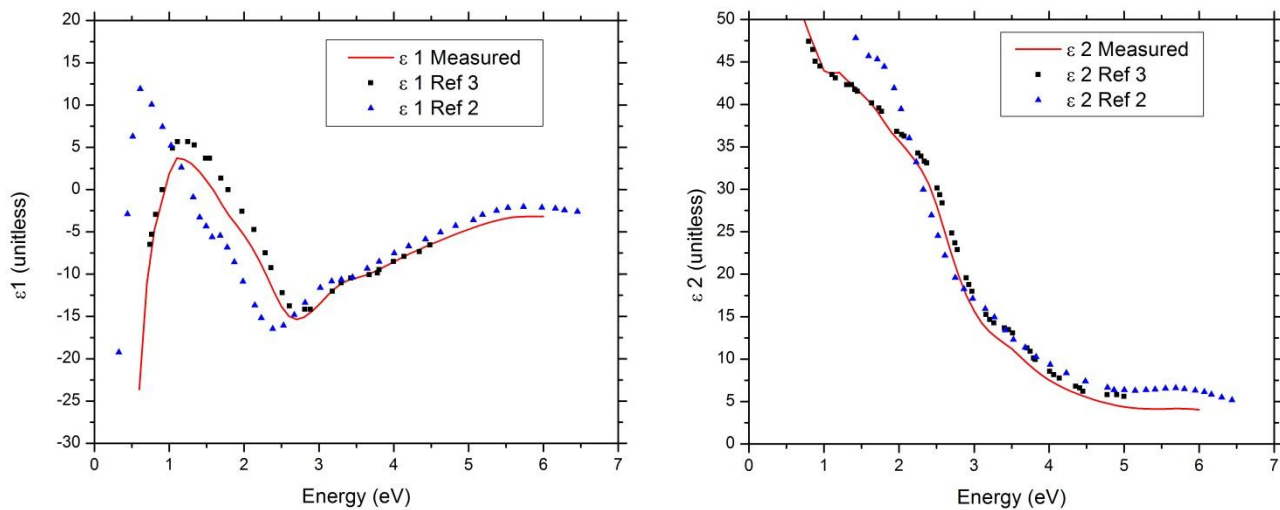 20
15
10
5
0
-5
-10
-15
-20
-25
-30
ε1 (unitless)
ε 1 Measured
ε 1 Ref 3
ε 1 Ref 2
0 1 2 3 4 5 6 7
Energy (eV)
50
45
40
35
30
25
20
15
10
5
0
ε 2 (unitless)
ε 2 Measured
ε 2 Ref 3
ε 2 Ref 2
0 1 2 3 4 5 6 7
Energy (eV)